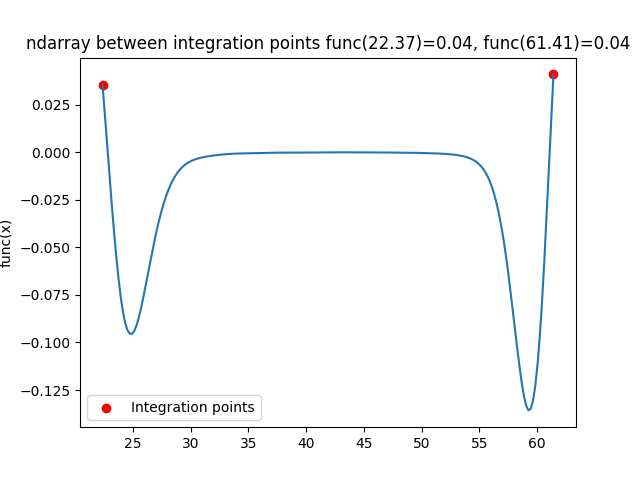 ndarray between integration points func(22.37)=0.04, func(61.41)=0.04
0.025
0.000
−0.025
−0.050
−0.075
−0.100
−0.125
func(x)
Integration points
25 30 35 40 45 50 55 60